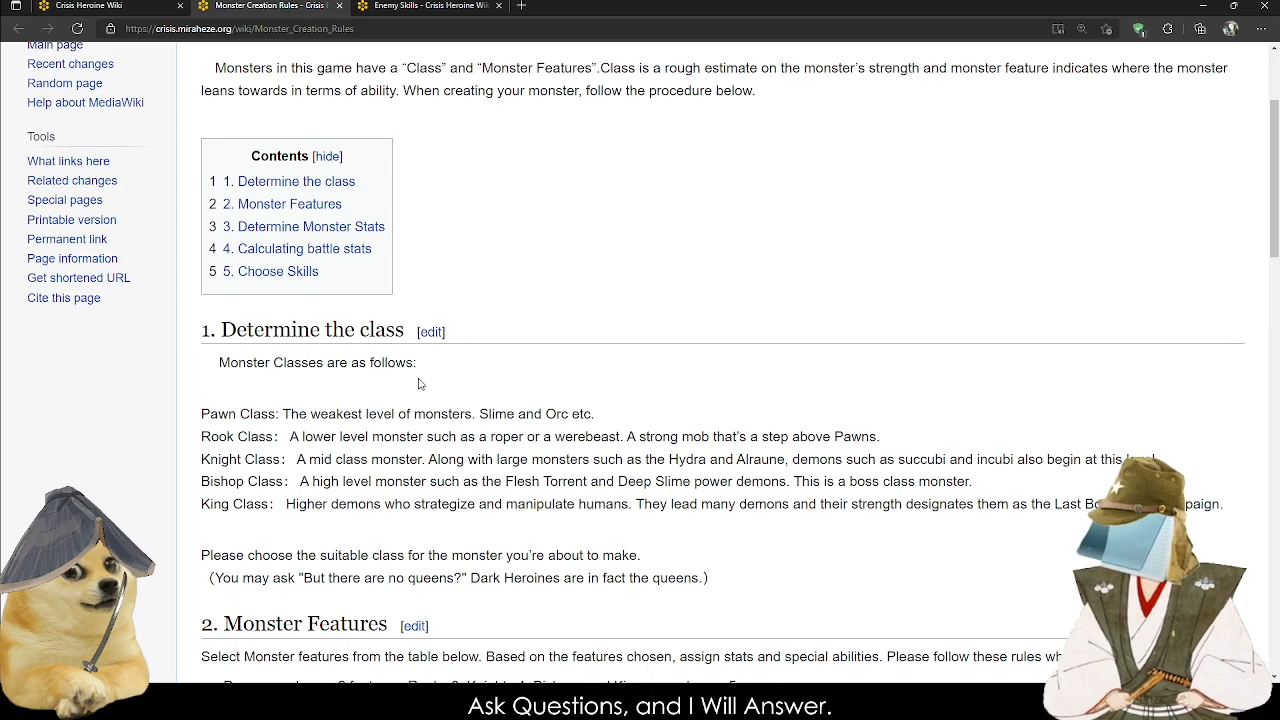 Crisis Heroine Wiki
Monster Creation Rules - Crisis
Enemy Skills - Crisis Heroine Wiki
https://crisis.miraheze.org/wiki/Monster_Creation_Rules
Main page
Recent changes
Random page
Help about MediaWiki
Tools
What links here
Related changes
Special pages
Printable version
Permanent link
Page information
Get shortened URL
Cite this page
Monsters in this game have a “Class” and “Monster Features”.Class is a rough estimate on the monster’s strength and monster feature indicates where the monster
leans towards in terms of ability. When creating your monster, follow the procedure below.
Contents [hide]
1 1. Determine the class
2 2. Monster Features
3 3. Determine Monster Stats
4 4. Calculating battle stats
5 5. Choose Skills
1. Determine the class [edit]
Monster Classes are as follows:
Pawn Class: The weakest level of monsters. Slime and Orc etc.
Rook Class： A lower level monster such as a roper or a werebeast. A strong mob that’s a step above Pawns.
Knight Class： A mid class monster. Along with large monsters such as the Hydra and Alraune, demons such as succubi and incubi also begin at this
Bishop Class： A high level monster such as the Flesh Torrent and Deep Slime power demons. This is a boss class monster.
King Class： Higher demons who strategize and manipulate humans. They lead many demons and their strength designates them as the Last
Please choose the suitable class for the monster you’re about to make.
（You may ask "But there are no queens?" Dark Heroines are in fact the queens.）
2. Monster Features [edit]
Select Monster features from the table below. Based on the features chosen, assign stats and special abilities. Please follow these rules
Ask Questions, and I Will Answer.